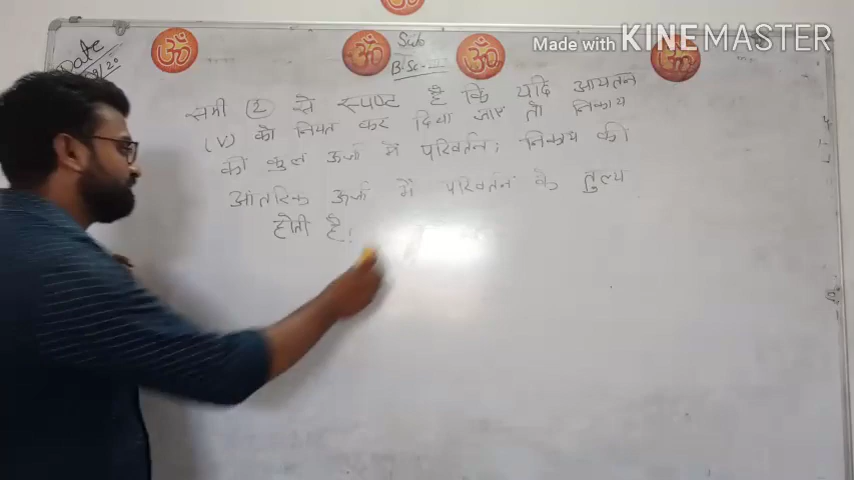 Made with KINEMASTER
Date
Sub
BSc-
समी (2) से स्पष्ट है कि यदि आयतन
(V) को नियत कर दिया जाए तो निकाय
की कुल ऊर्जा में परिवर्तन; निकाय की
आंतरिक ऊर्जा में परिवर्तन के तुल्य
होती है।